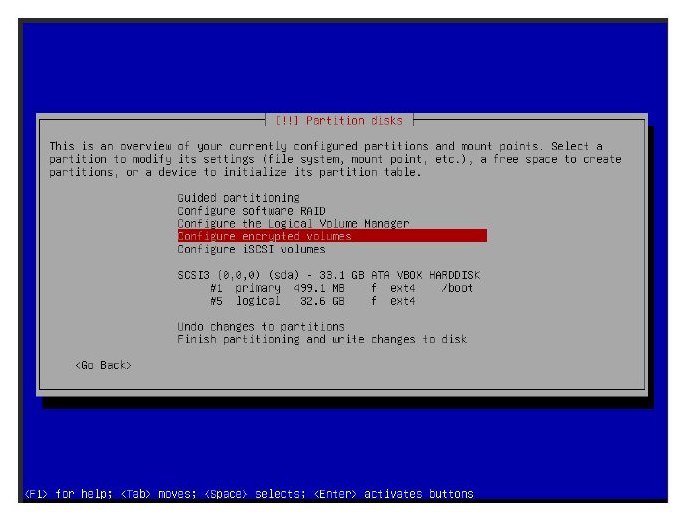 [!!] Partition disks
This is an overview of your currently configured partitions and mount points. Select a
partition to modify its settings (file system, mount point, etc.), a free space to create
partitions, or a device to initialize its partition table.
Guided partitioning
Configure software RAID
Configure the Logical Volume Manager
Configure encrypted volumes
Configure iSCSI volumes
SCSI3 (0,0,0) (sda) - 33.1 GB ATA VBOX HARDDISK
#1 primary 499.1 MB f ext4 /boot
#5 logical 32.6 GB f ext4
Undo changes to partitions
Finish partitioning and write changes to disk
<Go Back>
<F1> for help; <Tab> moves; <Space> selects; <Enter> activates buttons